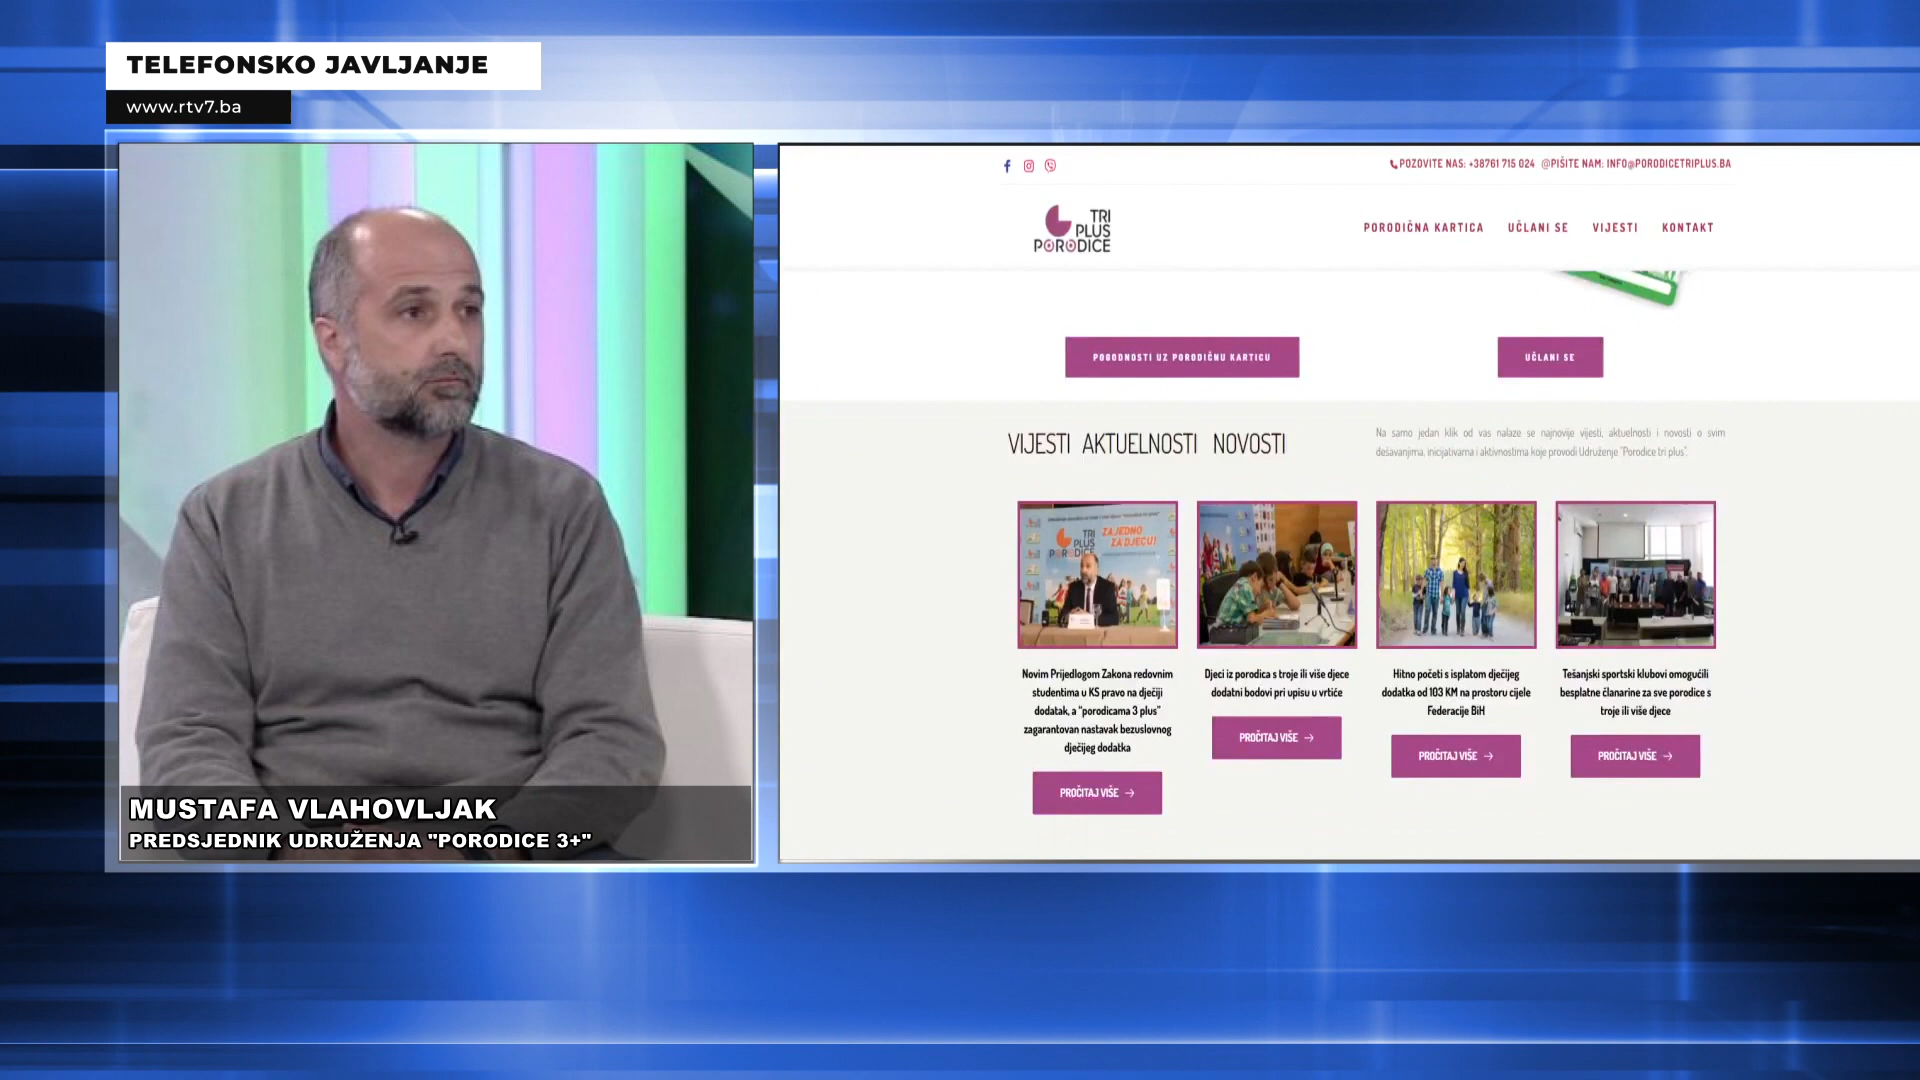 TELEFONSKO JAVLJANJE
www.rtv7.ba
MUSTAFA VLAHOVLJAK
PREDSJEDNIK UDRUŽENJA "PORODICE 3+"
POZOVITE NAS: +38761 715 024 @PIŠITE NAM: INFO@PORODICETRIPLUS.BA
TRI
PLUS
PORODICE
PORODIČNA KARTICA UČLANI SE VIJESTI KONTAKT
POGODNOSTI UZ PORODIČNU KARTICU
UČLANI SE
VIJESTI AKTUELNOSTI NOVOSTI
Na samo jedan klik od vas nalaze se najnovije vijesti, aktuelnosti i novosti o svim
dešavanjima, inicijativama i aktivnostima koje provodi Udruženje "Porodice tri plus".
TRI
PLUS
PORODICE
ZAJEDNO
ZA DJECU!
Novim Prijedlogom Zakona redovnim
studentima u KS pravo na dječiji
dodatak, a "porodicama 3 plus"
zagarantovan nastavak bezuslovnog
dječijeg dodatka
PROČITAJ VIŠE →
Djeci iz porodica s troje ili više djece
dodatni bodovi pri upisu u vrtiće
PROČITAJ VIŠE →
Hitno početi s isplatom dječijeg
dodatka od 103 KM na prostoru cijele
Federacije BiH
PROČITAJ VIŠE →
Tešanjski sportski klubovi omogućili
besplatne članarine za sve porodice s
troje ili više djece
PROČITAJ VIŠE →